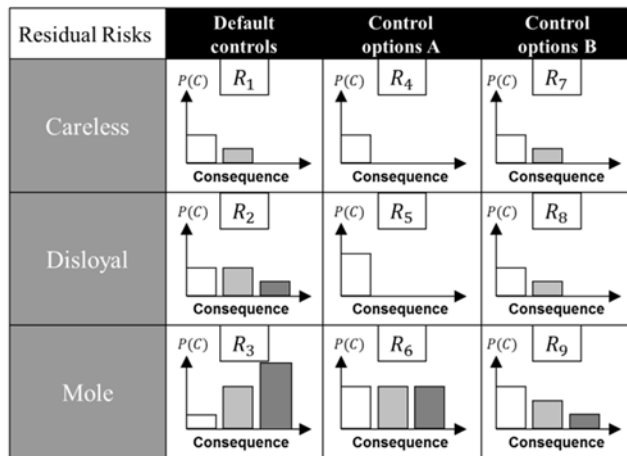 Residual Risks
Default
controls
Control
options A
Control
options B
Careless
P(C)
R₁
Consequence
P(C)
R₄
Consequence
P(C)
R₇
Consequence
Disloyal
P(C)
R₂
Consequence
P(C)
R₅
Consequence
P(C)
R₈
Consequence
Mole
P(C)
R₃
Consequence
P(C)
R₆
Consequence
P(C)
R₉
Consequence